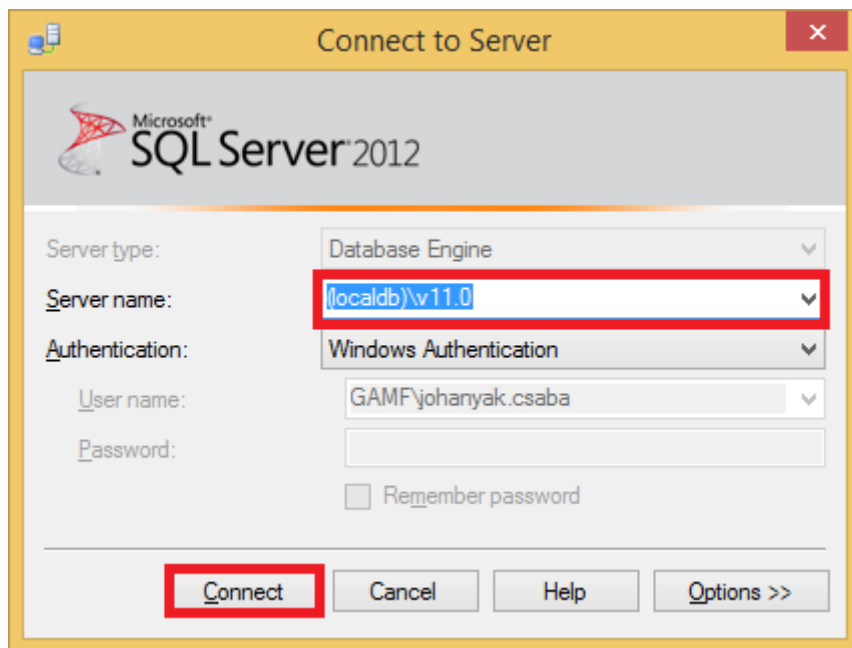 Connect to Server
Microsoft®
SQL Server® 2012
Server type: Database Engine
Server name: (localdb)\v11.0
Authentication: Windows Authentication
User name: GAMF\johanyak.csaba
Password:
Remember password
Connect Cancel Help Options >>